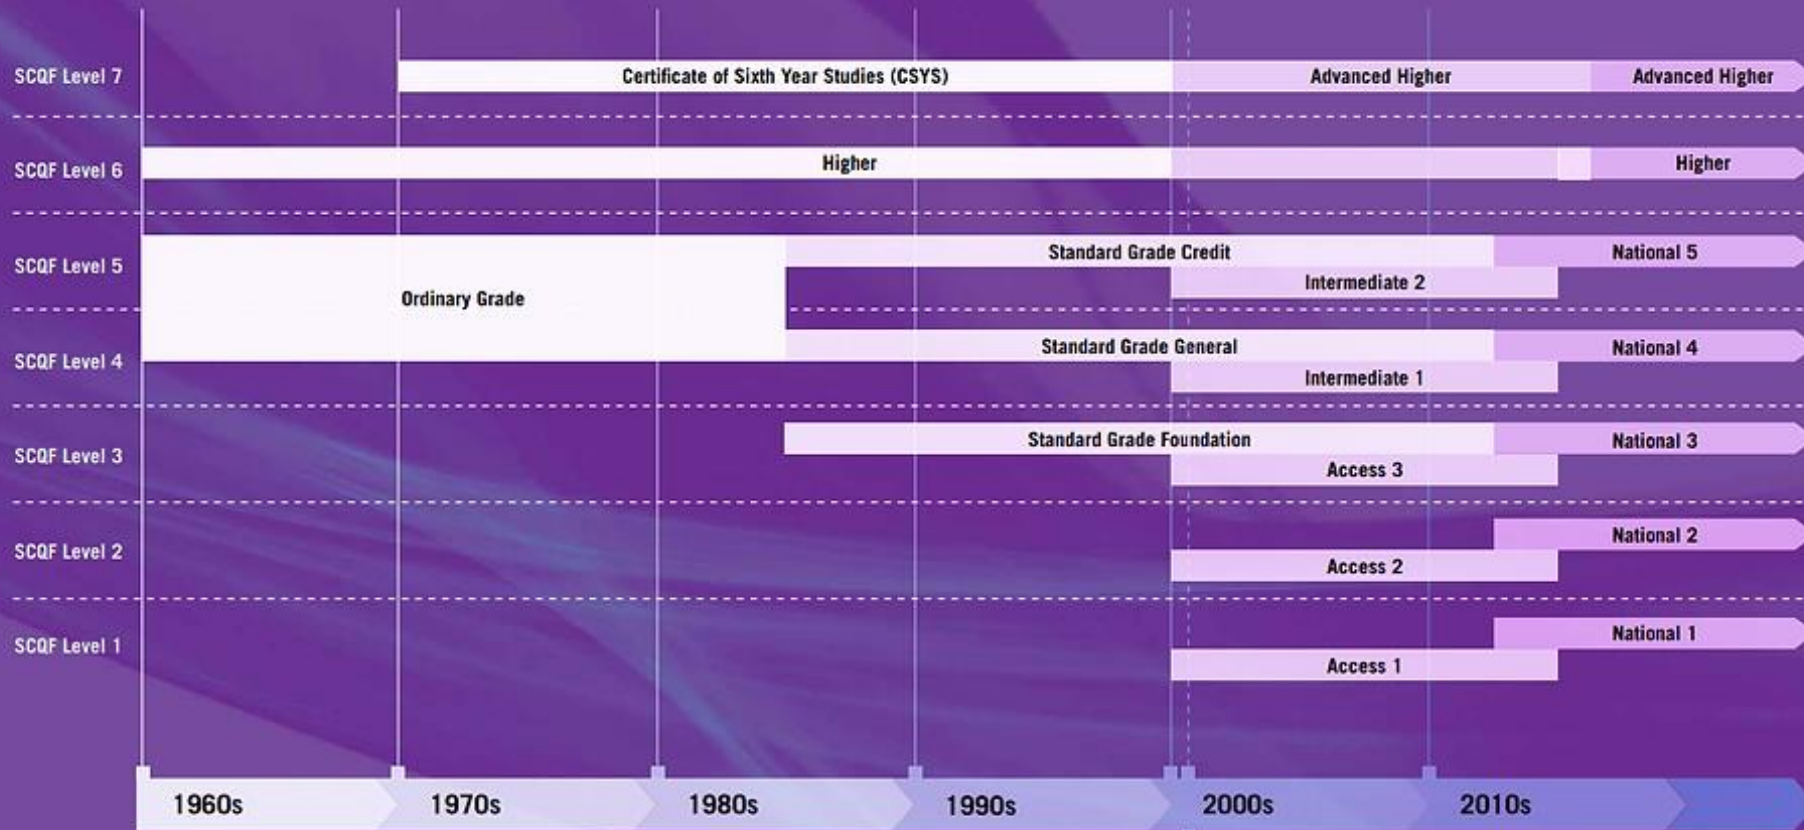 SCQF Level 7
Certificate of Sixth Year Studies (CSYS)
Advanced Higher
Advanced Higher
SCQF Level 6
Higher
Higher
SCQF Level 5
Standard Grade Credit
National 5
Intermediate 2
Ordinary Grade
SCQF Level 4
Standard Grade General
National 4
Intermediate 1
SCQF Level 3
Standard Grade Foundation
National 3
Access 3
SCQF Level 2
National 2
Access 2
SCQF Level 1
National 1
Access 1
1960s
1970s
1980s
1990s
2000s
2010s